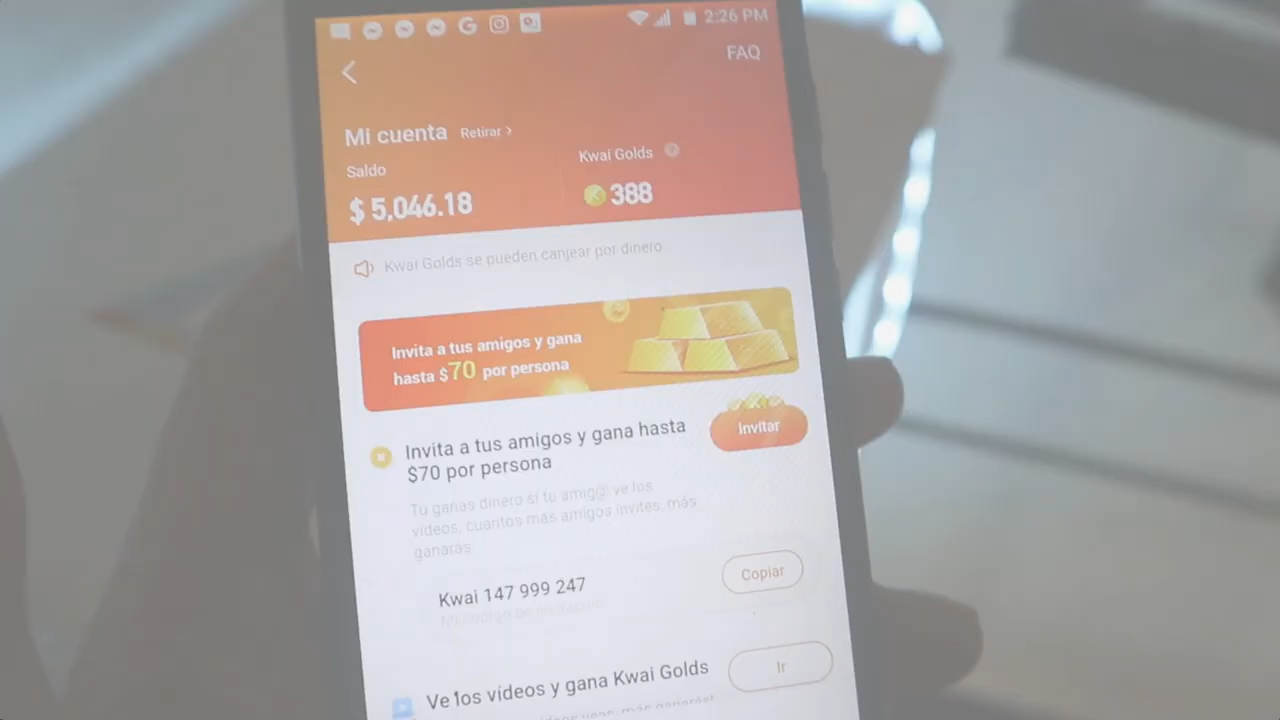 2:26 PM
FAQ
Mi cuenta Retirar >
Saldo
Kwai Golds
$ 5,046.18
388
Kwai Golds se pueden canjear por dinero
Invita a tus amigos y gana
hasta $70 por persona
Invita a tus amigos y gana hasta
$70 por persona
Invitar
Tu ganas dinero si tu amig@ ve los
vídeos, cuantos más amigos invites, más
ganarás
Kwai 147 999 247
Copiar
Ve los vídeos y gana Kwai Golds
Ir